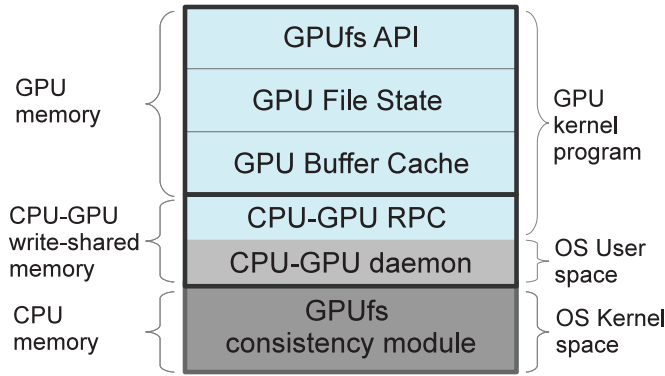 GPUfs API
GPU File State
GPU Buffer Cache
CPU-GPU RPC
CPU-GPU daemon
GPUfs
consistency module
GPU
memory
CPU-GPU
write-shared
memory
CPU
memory
GPU
kernel
program
OS User
space
OS Kernel
space